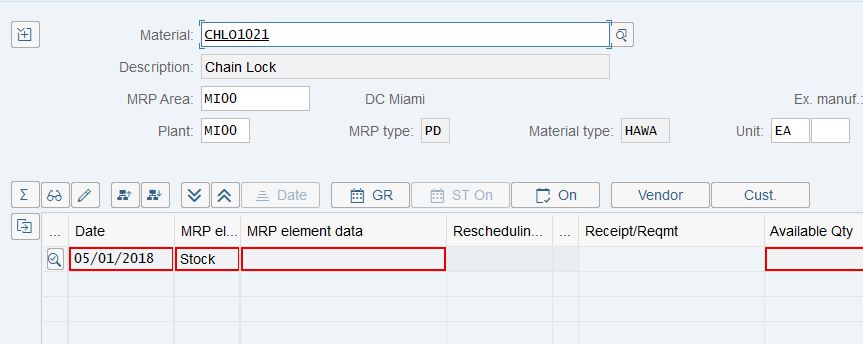 Material: CHLO1021
Description: Chain Lock
MRP Area: MI00 DC Miami Ex. manuf.:
Plant: MI00 MRP type: PD Material type: HAWA Unit: EA
Σ Date GR ST On On Vendor Cust.
... Date MRP el... MRP element data Reschedulin... ... Receipt/Reqmt Available Qty
05/01/2018 Stock